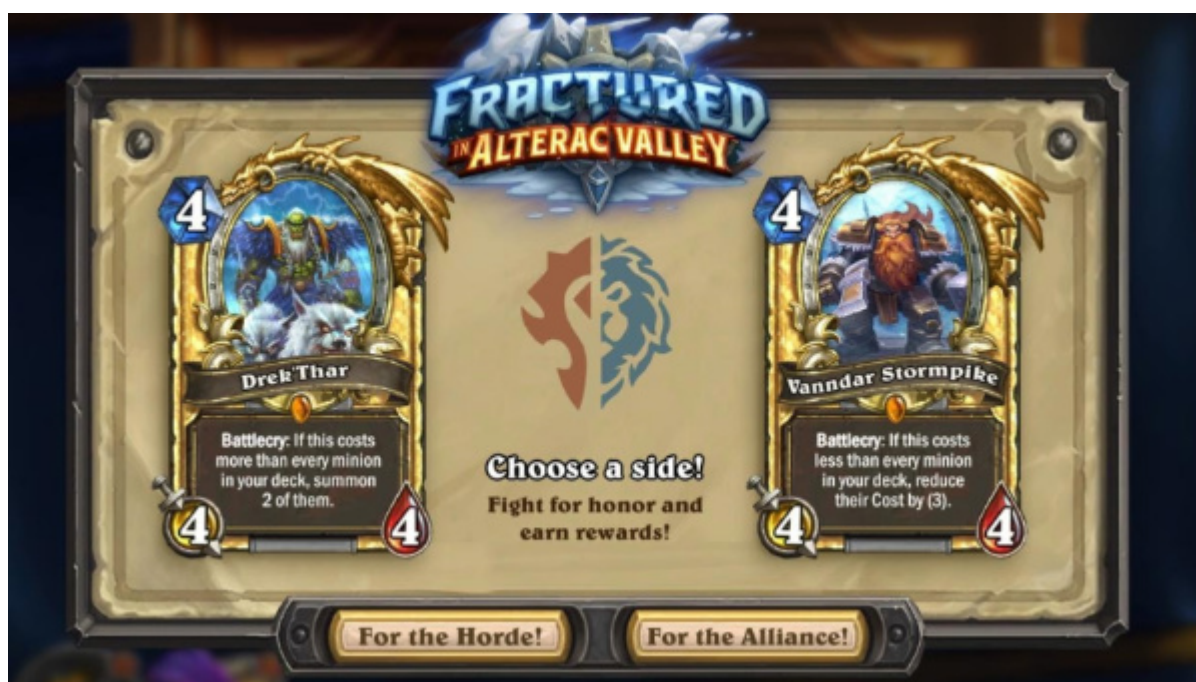 FRACTURED
IN ALTERAC VALLEY
4
Drek'Thar
Battlecry: If this costs
more than every minion
in your deck, summon
2 of them.
4
4
Choose a side!
Fight for honor and
earn rewards!
4
Vanndar Stormpike
Battlecry: If this costs
less than every minion
in your deck, reduce
their Cost by (3).
4
4
For the Horde!
For the Alliance!